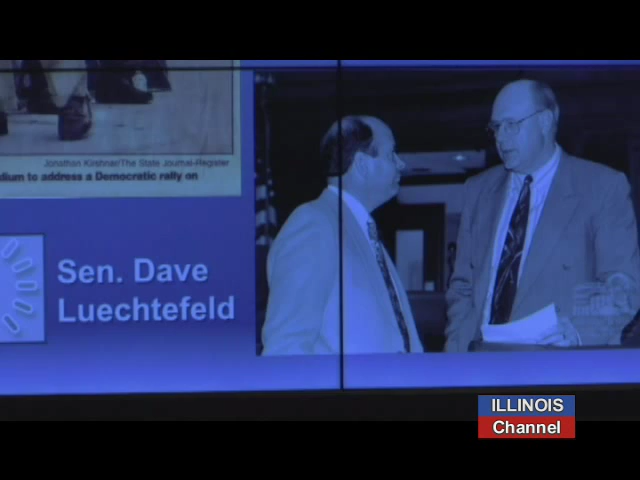 Jonathon Kirshner/The State Journal-Register
dium to address a Democratic rally on
Sen. Dave
Luechtefeld
ILLINOIS
Channel